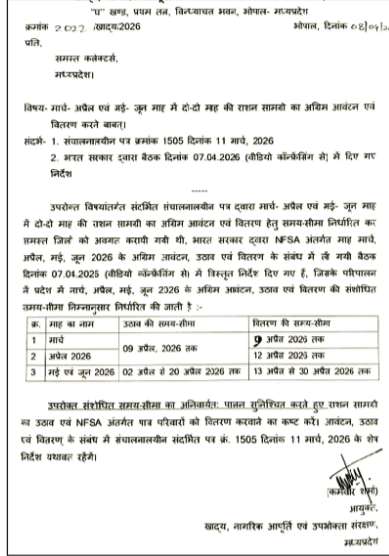 "ए" खण्ड, प्रथम तल, विन्ध्याचल भवन, भोपाल- मध्यप्रदेश
क्रमांक 2022 /खाद्य/2026 भोपाल, दिनांक 08/04/
प्रति,
समस्त कलेक्टर्स,
मध्यप्रदेश।
विषय- मार्च- अप्रैल एवं मई- जून माह में दो-दो माह की राशन सामग्री का अग्रिम आवंटन एवं
वितरण करने बाबत्।
संदर्भ- 1. संचालनालयीन पत्र क्रमांक 1505 दिनांक 11 मार्च, 2026
2. भारत सरकार द्वारा बैठक दिनांक 07.04.2026 (वीडियो कॉन्फ्रेंसिंग से) में दिए गए
निर्देश
-----
उपरोक्त विषयांतर्गत संदर्भित संचालनालयीन पत्र द्वारा मार्च- अप्रैल एवं मई- जून माह
में दो-दो माह की राशन सामग्री का अग्रिम आवंटन एवं वितरण हेतु समय-सीमा निर्धारित कर
समस्त जिलों को अवगत कराया गया था, भारत सरकार द्वारा NFSA अंतर्गत माह मार्च,
अप्रैल, मई, जून 2026 के अग्रिम आवंटन, उठाव एवं वितरण के संबंध में ली गयी बैठक
दिनांक 07.04.2025 (वीडियो कॉन्फ्रेंसिंग से) में विस्तृत निर्देश दिए गए हैं, जिसके परिपालन
में प्रदेश में मार्च, अप्रैल, मई, जून 2026 के अग्रिम आवंटन, उठाव एवं वितरण की संशोधित
समय-सीमा निम्नानुसार निर्धारित की जाती है :-
क्र. माह का नाम उठाव की समय-सीमा वितरण की समय-सीमा
1 मार्च 09 अप्रैल, 2026 तक 9 अप्रैल 2026 तक
2 अप्रेल 2026 12 अप्रैल 2026 तक
3 मई एवं जून 2026 02 अप्रैल से 20 अप्रैल 2026 तक 13 अप्रैल से 30 अप्रैल 2026 तक
उपरोक्त संशोधित समय-सीमा का अनिवार्यत: पालन सुनिश्चित करते हुए राशन सामग्री
का उठाव एवं NFSA अंतर्गत पात्र परिवारों को वितरण करवाने का कष्ट करें। आवंटन, उठाव
एवं वितरण के संबंध में संचालनालयीन संदर्भित पत्र क्रं. 1505 दिनांक 11 मार्च, 2026 के शेष
निर्देश यथावत रहेंगे।
(कर्मवीर शर्मा)
आयुक्त,
खाद्य, नागरिक आपूर्ति एवं उपभोक्ता संरक्षण,
मध्यप्रदेश